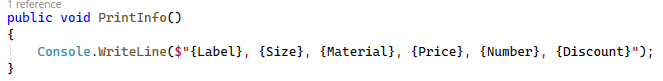 1 reference
public void PrintInfo()
{
    Console.WriteLine($"{Label}, {Size}, {Material}, {Price}, {Number}, {Discount}");
}